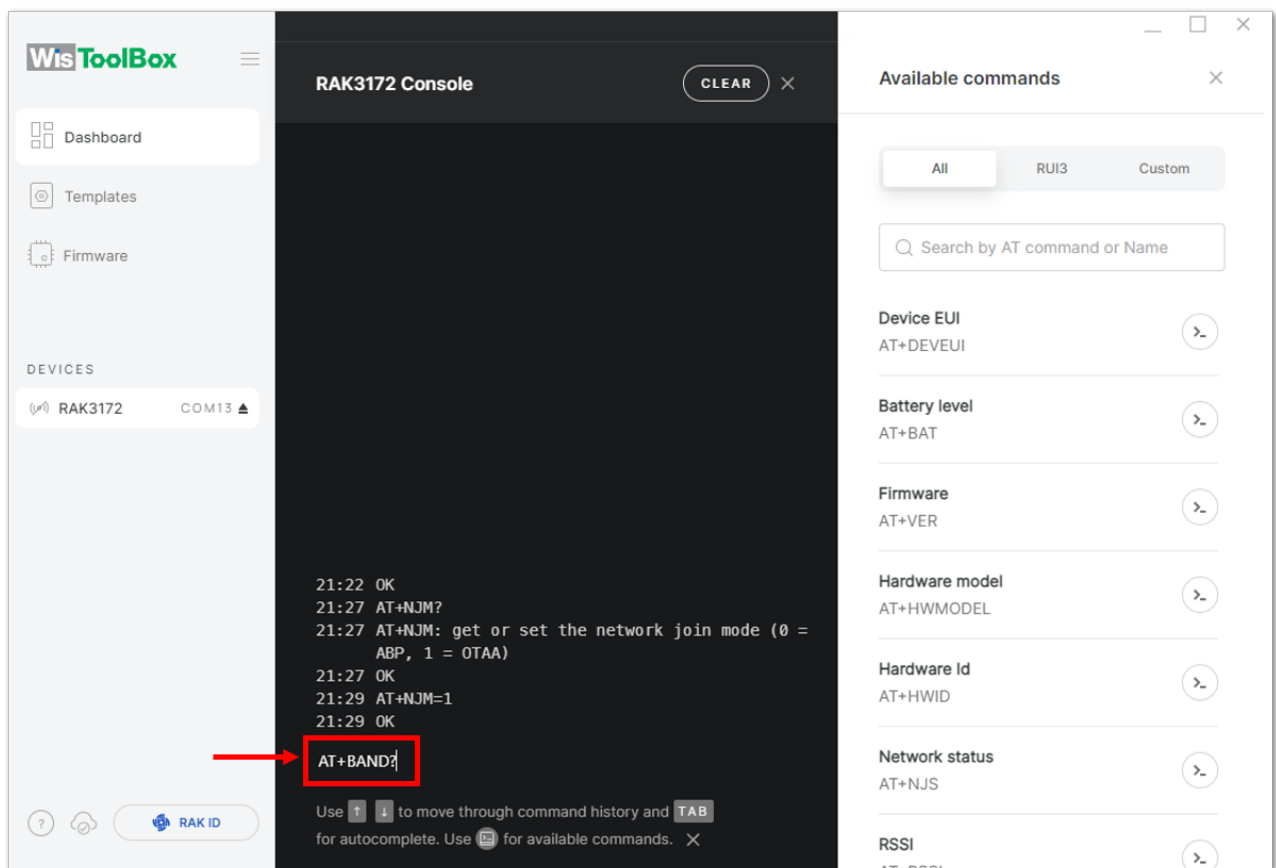 WisToolBox
Dashboard
Templates
Firmware
DEVICES
RAK3172 COM13
? RAK ID
RAK3172 Console CLEAR
21:22 OK
21:27 AT+NJM?
21:27 AT+NJM: get or set the network join mode (0 =
ABP, 1 = OTAA)
21:27 OK
21:29 AT+NJM=1
21:29 OK
AT+BAND?
Use ↑ ↓ to move through command history and TAB
for autocomplete. Use for available commands.
Available commands
All RUI3 Custom
Search by AT command or Name
Device EUI
AT+DEVEUI
Battery level
AT+BAT
Firmware
AT+VER
Hardware model
AT+HWMODEL
Hardware Id
AT+HWID
Network status
AT+NJS
RSSI